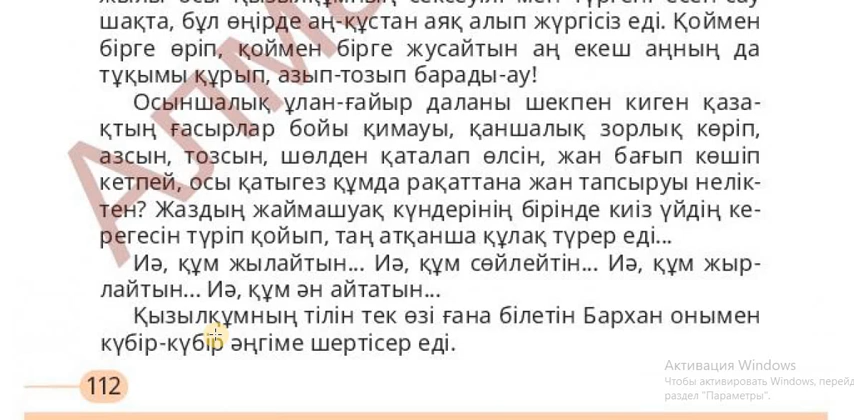 шақта, бұл өңірде аң-құстан аяқ алып жүргісіз еді. Қоймен
бірге өріп, қоймен бірге жусайтын аң екеш аңның да
тұқымы құрып, азып-тозып барады-ау!
Осыншалық ұлан-ғайыр даланы шекпен киген қаза-
қтың ғасырлар бойы қимауы, қаншалық зорлық көріп,
азсын, тозсын, шөлден қаталап өлсін, жан бағып көшіп
кетпей, осы қатыгез құмда рақаттана жан тапсыруы нелік-
тен? Жаздың жаймашуақ күндерінің бірінде киіз үйдің ке-
регесін түріп қойып, таң атқанша құлақ түрер еді...
Иә, құм жылайтын... Иә, құм сөйлейтін... Иә, құм жыр-
лайтын... Иә, құм ән айтатын...
Қызылқұмның тілін тек өзі ғана білетін Бархан онымен
күбір-күбір әңгіме шертісер еді.
112
Активация Windows
Чтобы активировать Windows, перейд
раздел "Параметры".